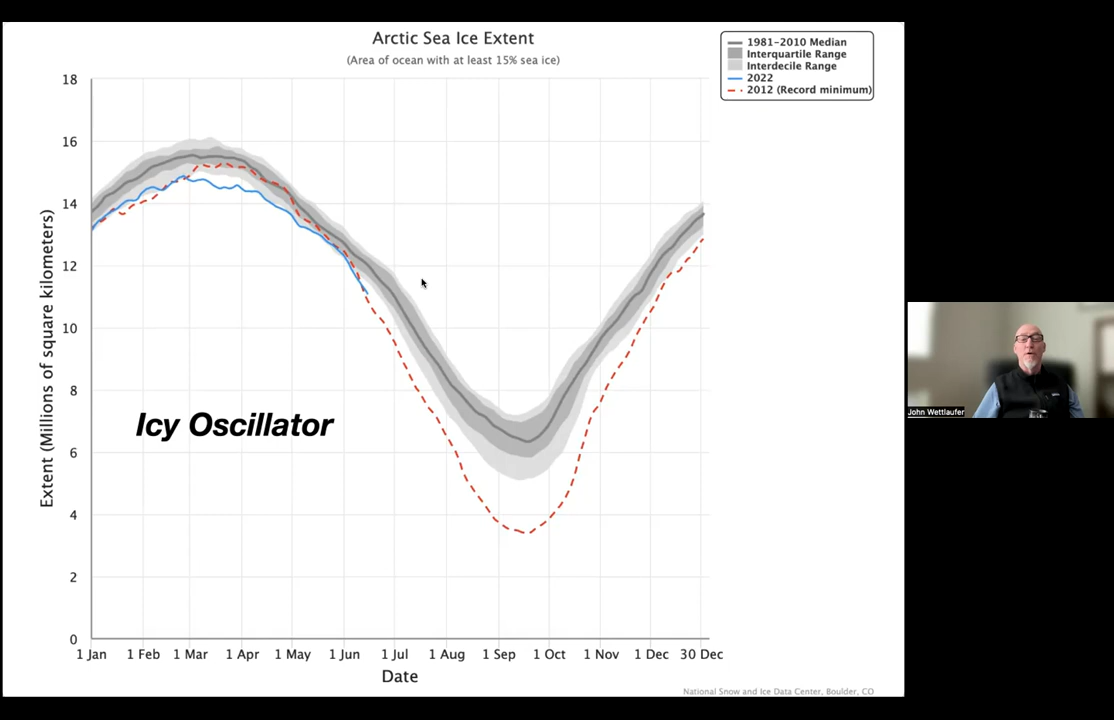 Arctic Sea Ice Extent
(Area of ocean with at least 15% sea ice)
1981-2010 Median
Interquartile Range
Interdecile Range
2022
2012 (Record minimum)
18
16
14
12
10
8
6
4
2
0
Extent (Millions of square kilometers)
Icy Oscillator
1 Jan 1 Feb 1 Mar 1 Apr 1 May 1 Jun 1 Jul 1 Aug 1 Sep 1 Oct 1 Nov 1 Dec 30 Dec
Date
National Snow and Ice Data Center, Boulder, CO
John Wettlaufer